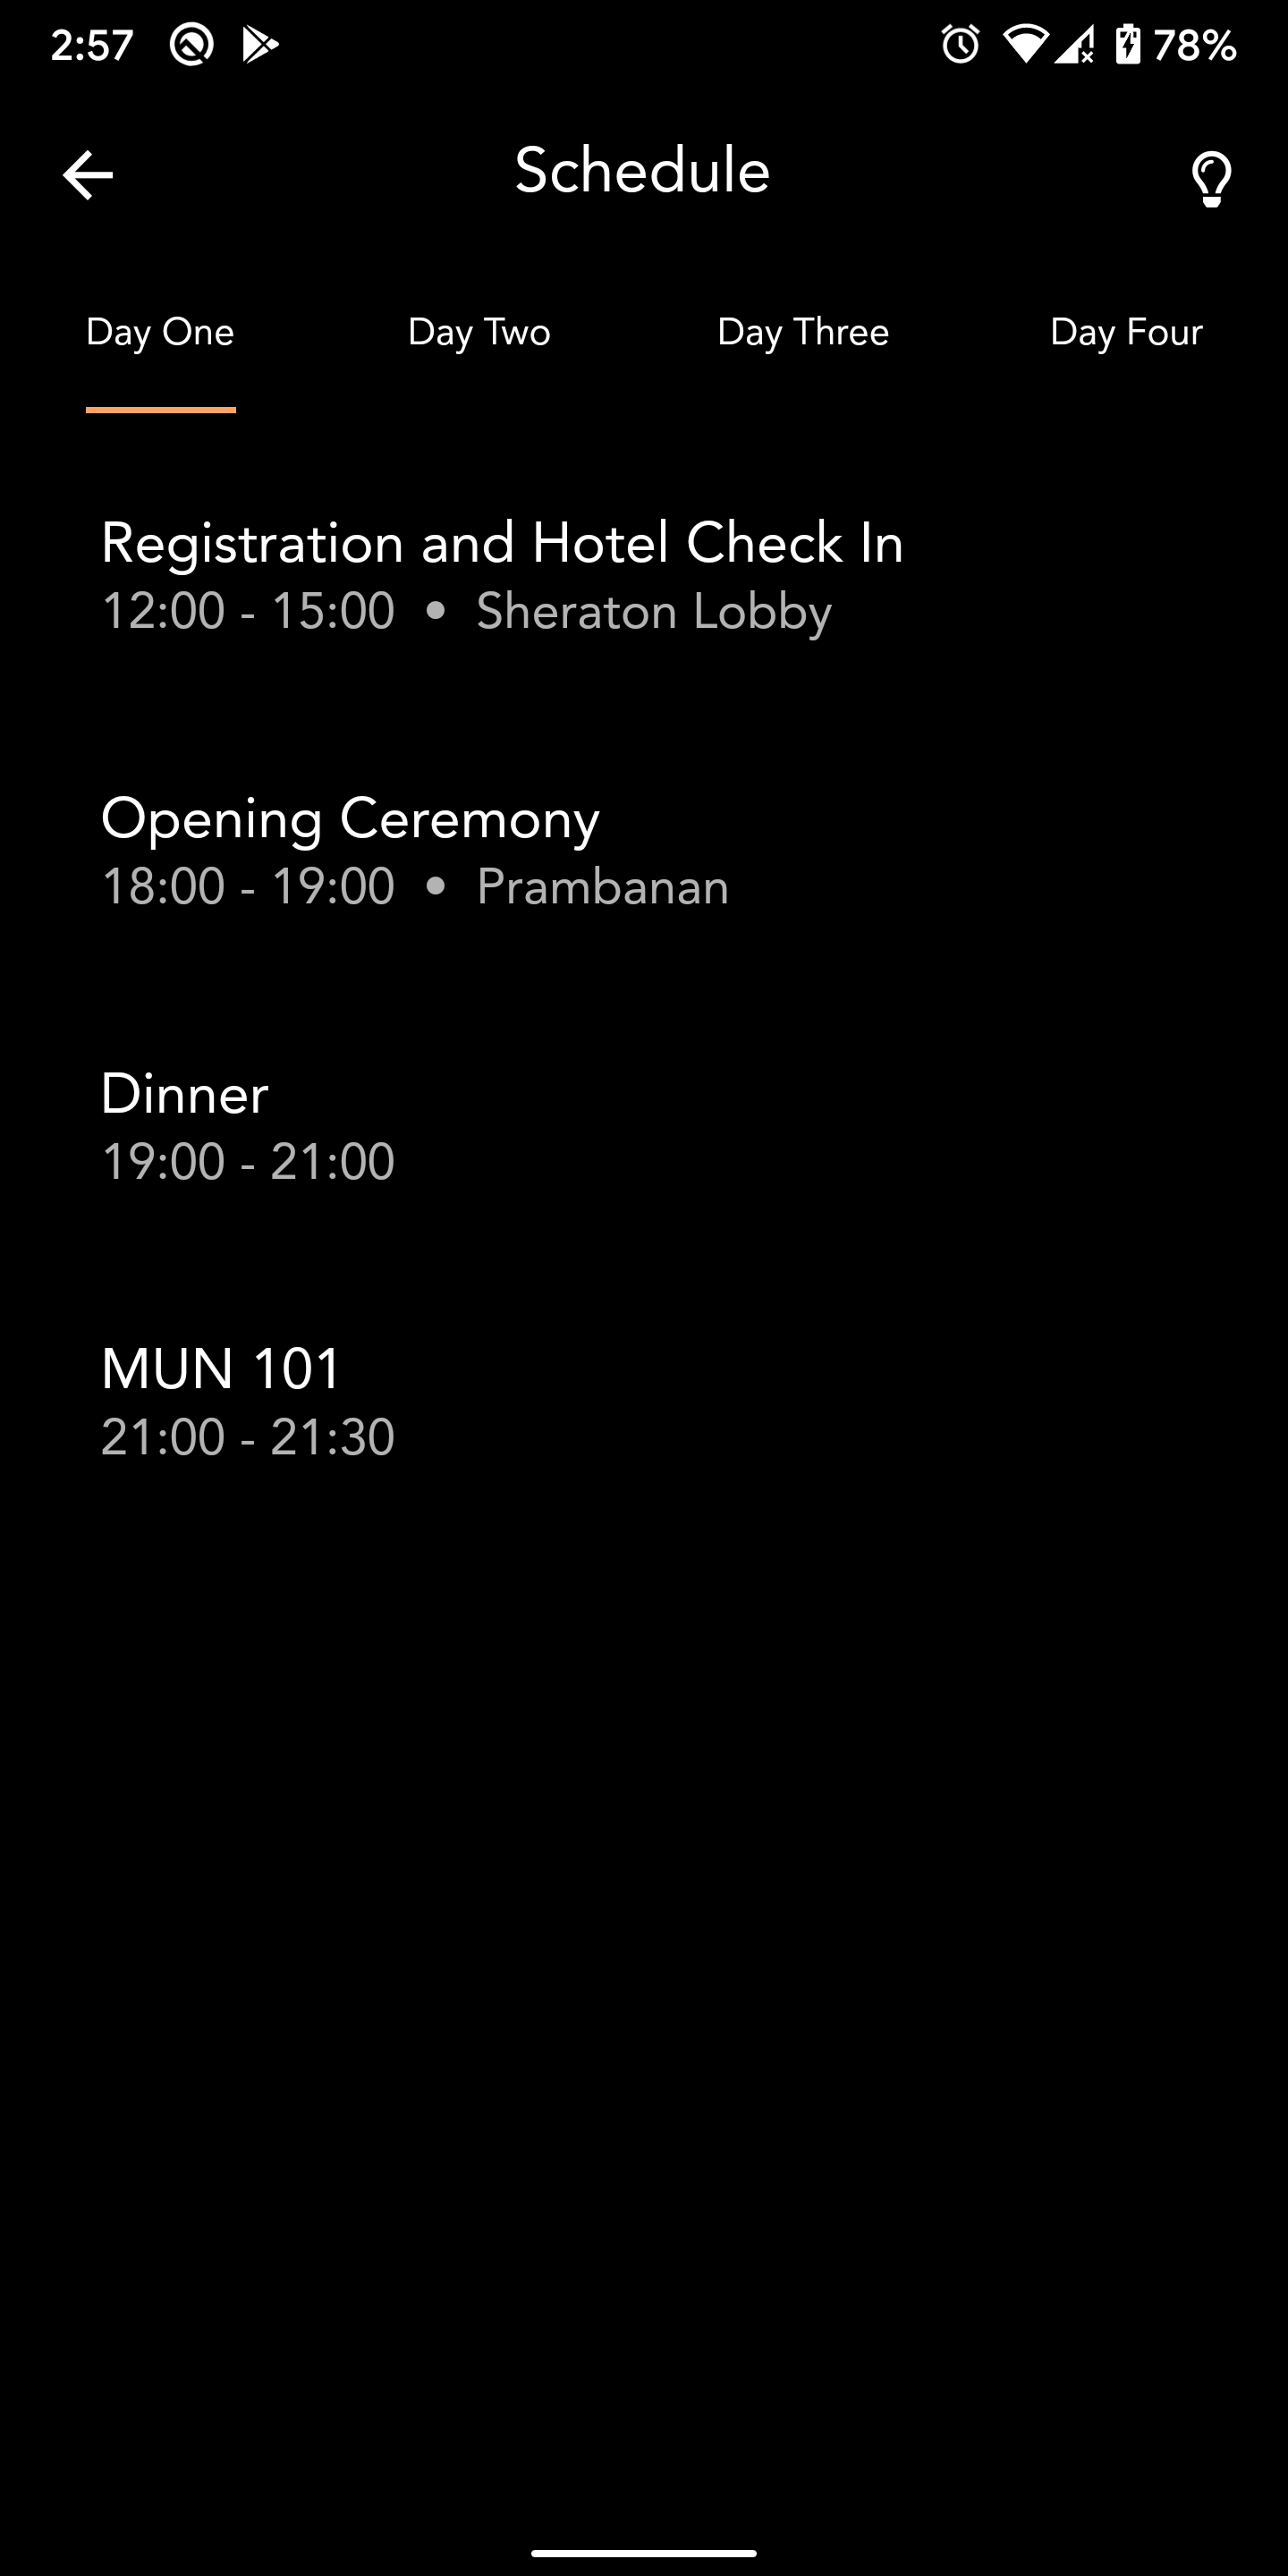 2:57 78%
Schedule
Day One Day Two Day Three Day Four
Registration and Hotel Check In
12:00 - 15:00 • Sheraton Lobby
Opening Ceremony
18:00 - 19:00 • Prambanan
Dinner
19:00 - 21:00
MUN 101
21:00 - 21:30